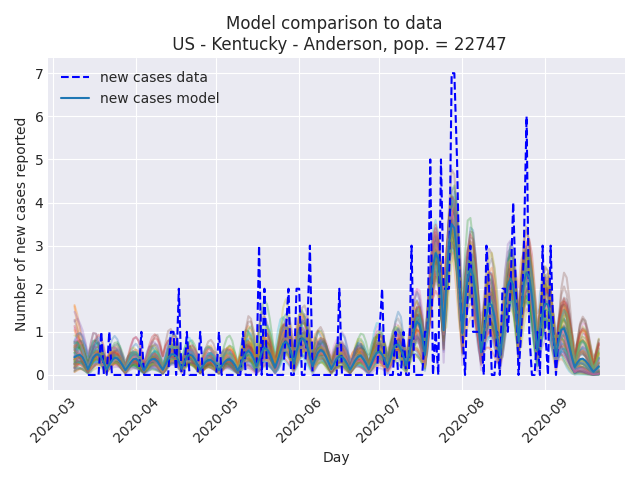 Model comparison to data
US - Kentucky - Anderson, pop. = 22747
new cases data
new cases model
Number of new cases reported
7
6
5
4
3
2
1
0
2020-03
2020-04
2020-05
2020-06
2020-07
2020-08
2020-09
Day